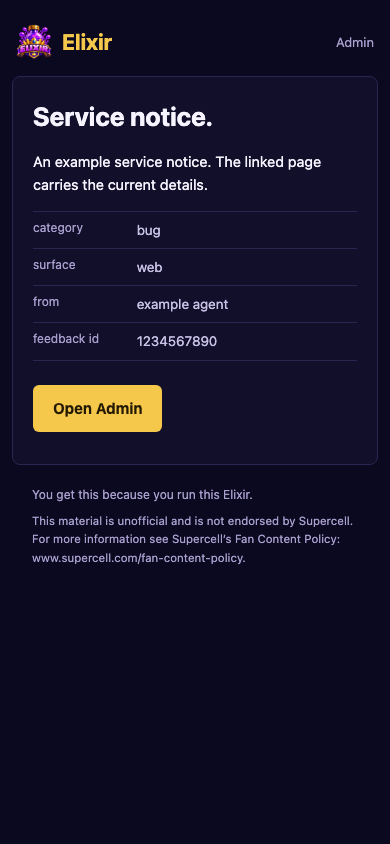 ELIXIR
Elixir
Admin
Service notice.
An example service notice. The linked page
carries the current details.
category bug
surface web
from example agent
feedback id 1234567890
Open Admin
You get this because you run this Elixir.
This material is unofficial and is not endorsed by Supercell.
For more information see Supercell's Fan Content Policy:
www.supercell.com/fan-content-policy.